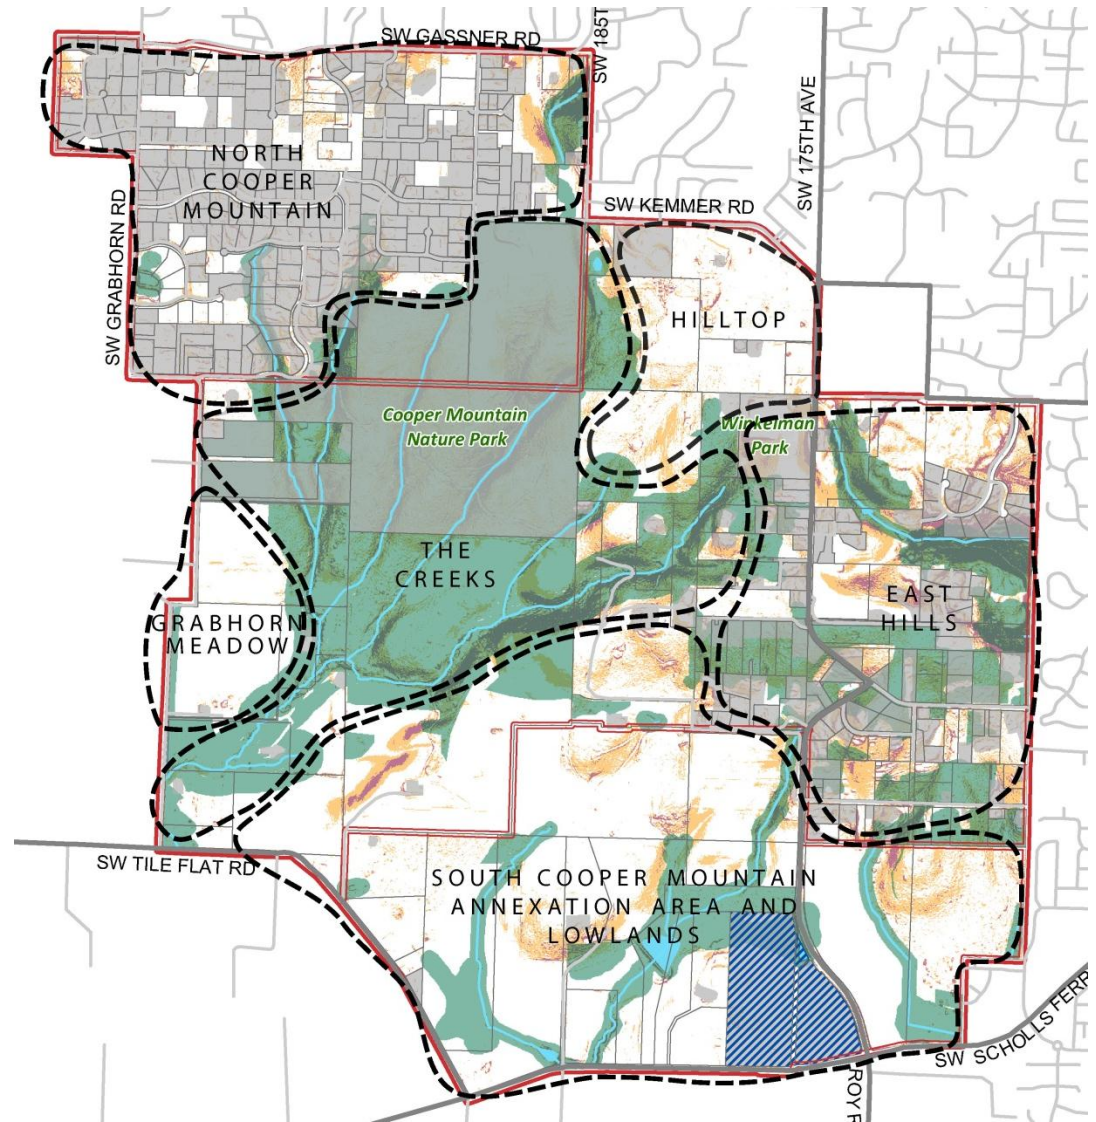 SW GASSNER RD
SW 185T
SW 175TH AVE
NORTH
COOPER
MOUNTAIN
SW KEMMER RD
SW GRABHORN RD
HILLTOP
Cooper Mountain
Nature Park
Winkelman
Park
THE
CREEKS
EAST
HILLS
GRABHORN
MEADOW
SW TILE FLAT RD
SOUTH COOPER MOUNTAIN
ANNEXATION AREA AND
LOWLANDS
SW SCHOLLS FERR
ROY R